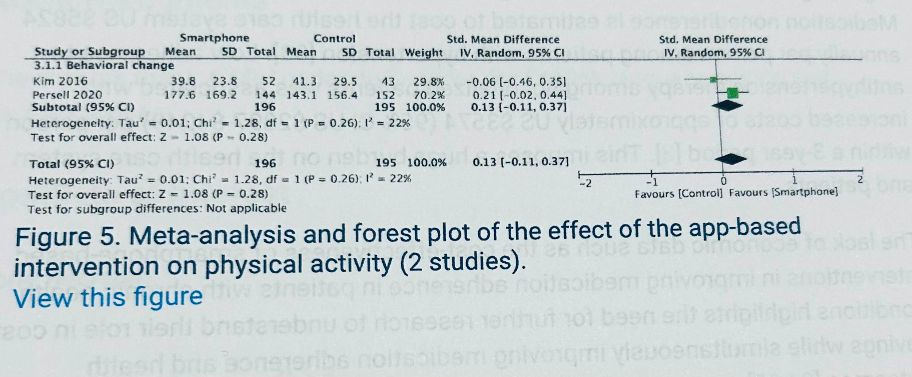 Smartphone Control Std. Mean Difference Std. Mean Difference
Study or Subgroup Mean SD Total Mean SD Total Weight IV, Random, 95% CI IV, Random, 95% CI
3.1.1 Behavioral change
Kim 2016 39.8 23.8 52 41.3 29.5 43 29.8% -0.06 [-0.46, 0.35]
Persell 2020 177.6 169.2 144 143.1 156.4 152 70.2% 0.21 [-0.02, 0.44]
Subtotal (95% CI) 196 195 100.0% 0.13 [-0.11, 0.37]
Heterogeneity: Tau² = 0.01; Chi² = 1.28, df = 1 (P = 0.26); I² = 22%
Test for overall effect: Z = 1.08 (P = 0.28)
Total (95% CI) 196 195 100.0% 0.13 [-0.11, 0.37]
Heterogeneity: Tau² = 0.01; Chi² = 1.28, df = 1 (P = 0.26); I² = 22%
Test for overall effect: Z = 1.08 (P = 0.28)
Test for subgroup differences: Not applicable
-2 -1 0 1 2
Favours [Control] Favours [Smartphone]
Figure 5. Meta-analysis and forest plot of the effect of the app-based
intervention on physical activity (2 studies).
View this figure